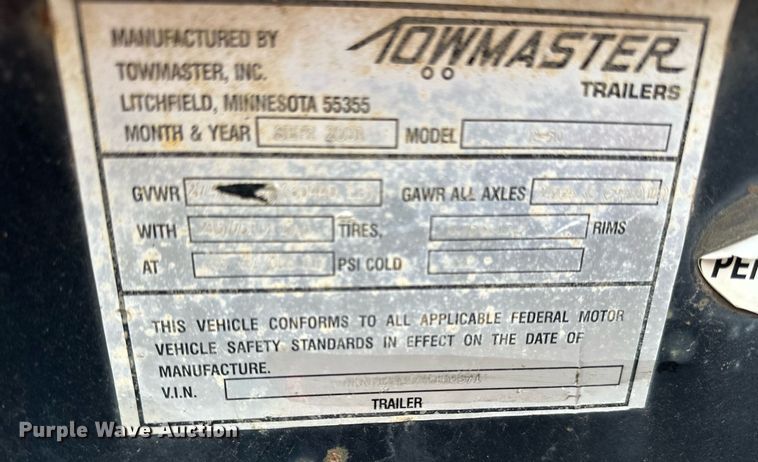 MANUFACTURED BY
TOWMASTER, INC.
LITCHFIELD, MINNESOTA 55355
TOWMASTER
TRAILERS
MONTH & YEAR MODEL
GVWR GAWR ALL AXLES
WITH TIRES, RIMS
AT PSI COLD
THIS VEHICLE CONFORMS TO ALL APPLICABLE FEDERAL MOTOR
VEHICLE SAFETY STANDARDS IN EFFECT ON THE DATE OF
MANUFACTURE.
V.I.N.
TRAILER
PE
Purple Wave Auction